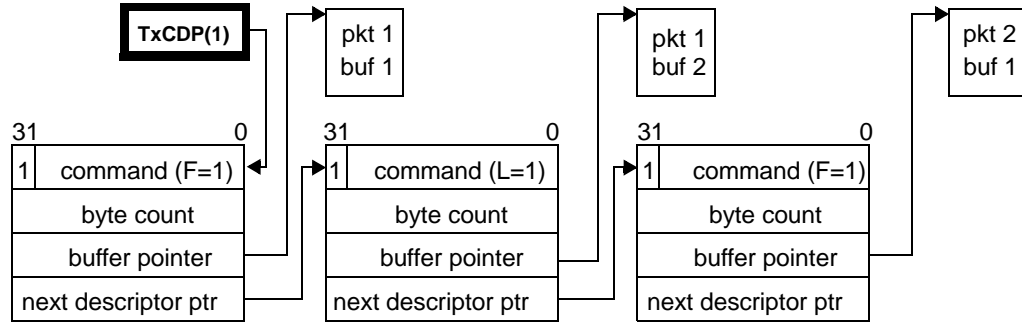 TxCDP(1)
pkt 1
buf 1
pkt 1
buf 2
pkt 2
buf 1
31 0
1 command (F=1)
byte count
buffer pointer
next descriptor ptr
31 0
1 command (L=1)
byte count
buffer pointer
next descriptor ptr
31 0
1 command (F=1)
byte count
buffer pointer
next descriptor ptr